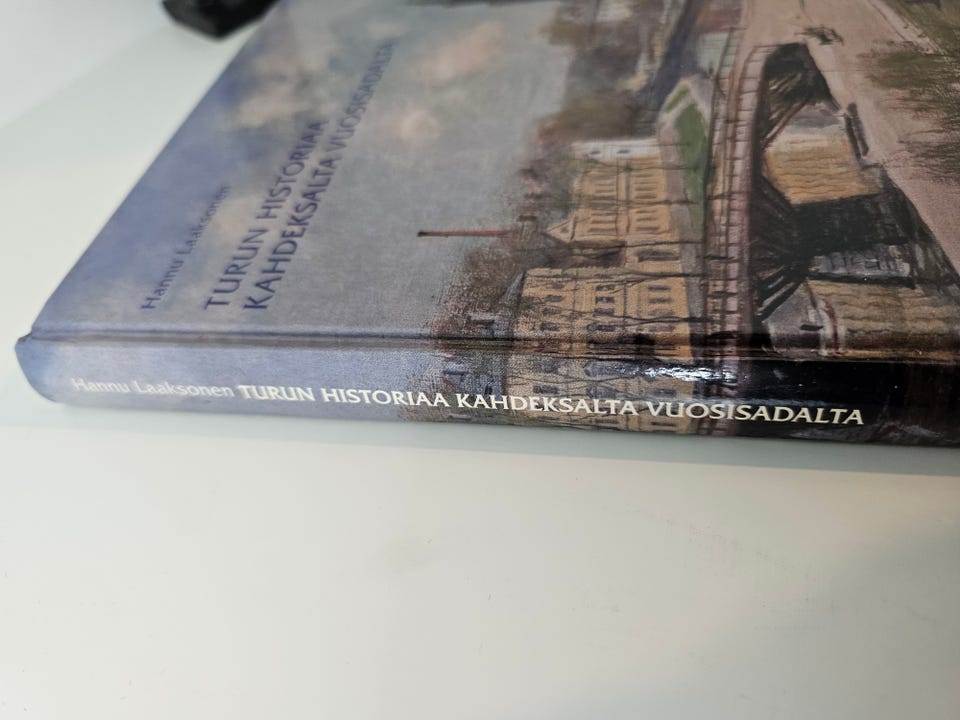 Hannu Laaksonen
TURUN HISTORIAA
KAHDEKSALTA VUOSISADALTA
Hannu Laaksonen TURUN HISTORIAA KAHDEKSALTA VUOSISADALTA